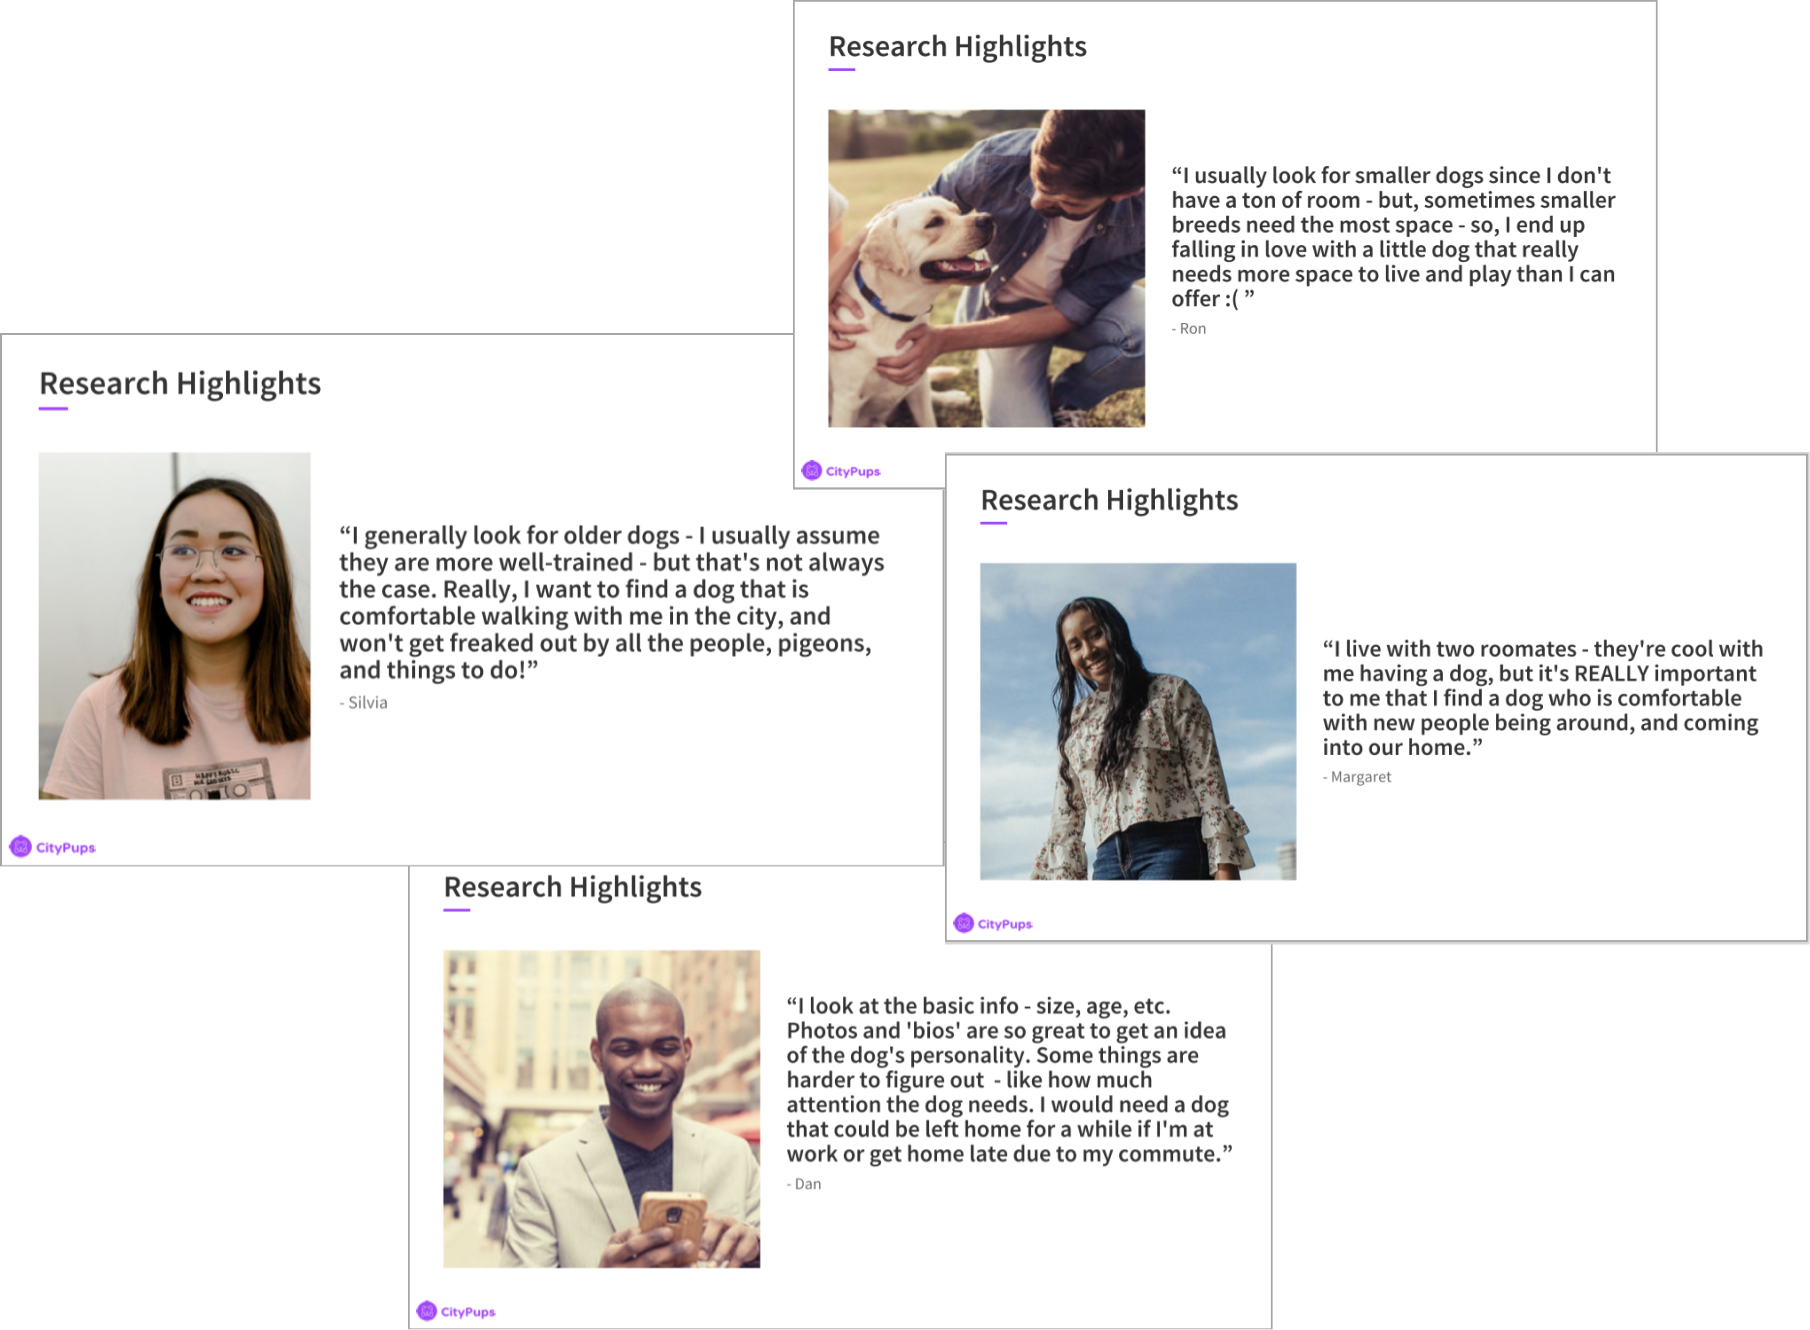 Research Highlights
“I usually look for smaller dogs since I don't
have a ton of room - but, sometimes smaller
breeds need the most space - so, I end up
falling in love with a little dog that really
needs more space to live and play than I can
offer :( ”
- Ron
CityPups
Research Highlights
“I generally look for older dogs - I usually assume
they are more well-trained - but that's not always
the case. Really, I want to find a dog that is
comfortable walking with me in the city, and
won't get freaked out by all the people, pigeons,
and things to do!”
- Silvia
CityPups
Research Highlights
“I live with two roomates - they're cool with
me having a dog, but it's REALLY important
to me that I find a dog who is comfortable
with new people being around, and coming
into our home.”
- Margaret
CityPups
Research Highlights
“I look at the basic info - size, age, etc.
Photos and 'bios' are so great to get an idea
of the dog's personality. Some things are
harder to figure out  - like how much
attention the dog needs. I would need a dog
that could be left home for a while if I'm at
work or get home late due to my commute.”
- Dan
CityPups